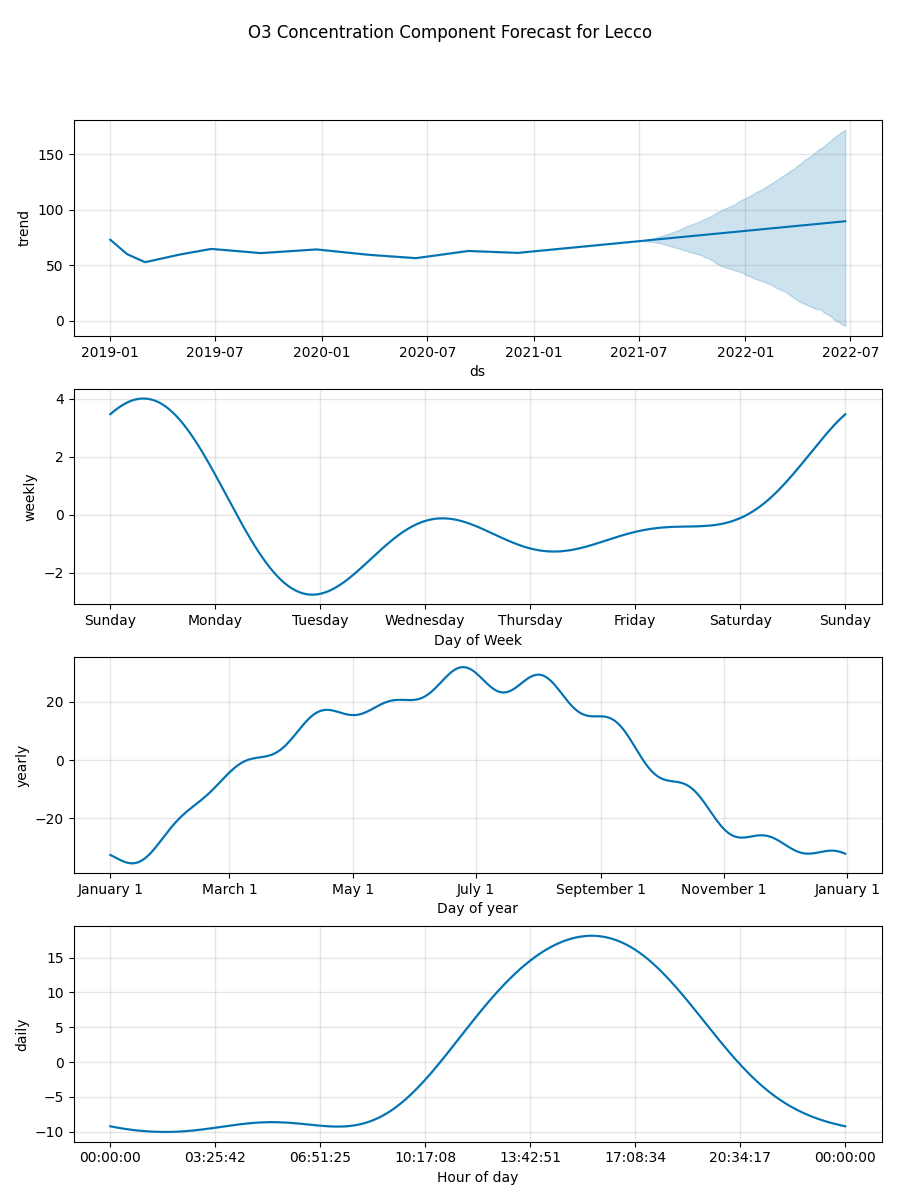 O3 Concentration Component Forecast for Lecco
150
100
50
0
trend
2019-01 2019-07 2020-01 2020-07 2021-01 2021-07 2022-01 2022-07
ds
4
2
0
−2
weekly
Sunday Monday Tuesday Wednesday Thursday Friday Saturday Sunday
Day of Week
20
0
−20
yearly
January 1 March 1 May 1 July 1 September 1 November 1 January 1
Day of year
15
10
5
0
−5
−10
daily
00:00:00 03:25:42 06:51:25 10:17:08 13:42:51 17:08:34 20:34:17 00:00:00
Hour of day